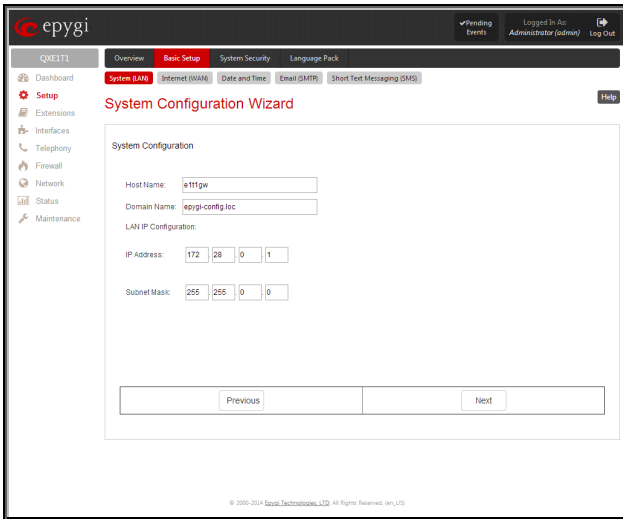 epygi
✔Pending Events
Logged In As:
Administrator (admin)
Log Out
QXE1T1
Overview Basic Setup System Security Language Pack
Dashboard
Setup
Extensions
Interfaces
Telephony
Firewall
Network
Status
Maintenance
System (LAN) Internet (WAN) Date and Time Email (SMTP) Short Text Messaging (SMS)
System Configuration Wizard
Help
System Configuration
Host Name: e1t1gw
Domain Name: epygi-config.loc
LAN IP Configuration:
IP Address: 172 . 28 . 0 . 1
Subnet Mask: 255 . 255 . 0 . 0
Previous Next
© 2000-2014 Epygi Technologies, LTD. All Rights Reserved. (en_US)